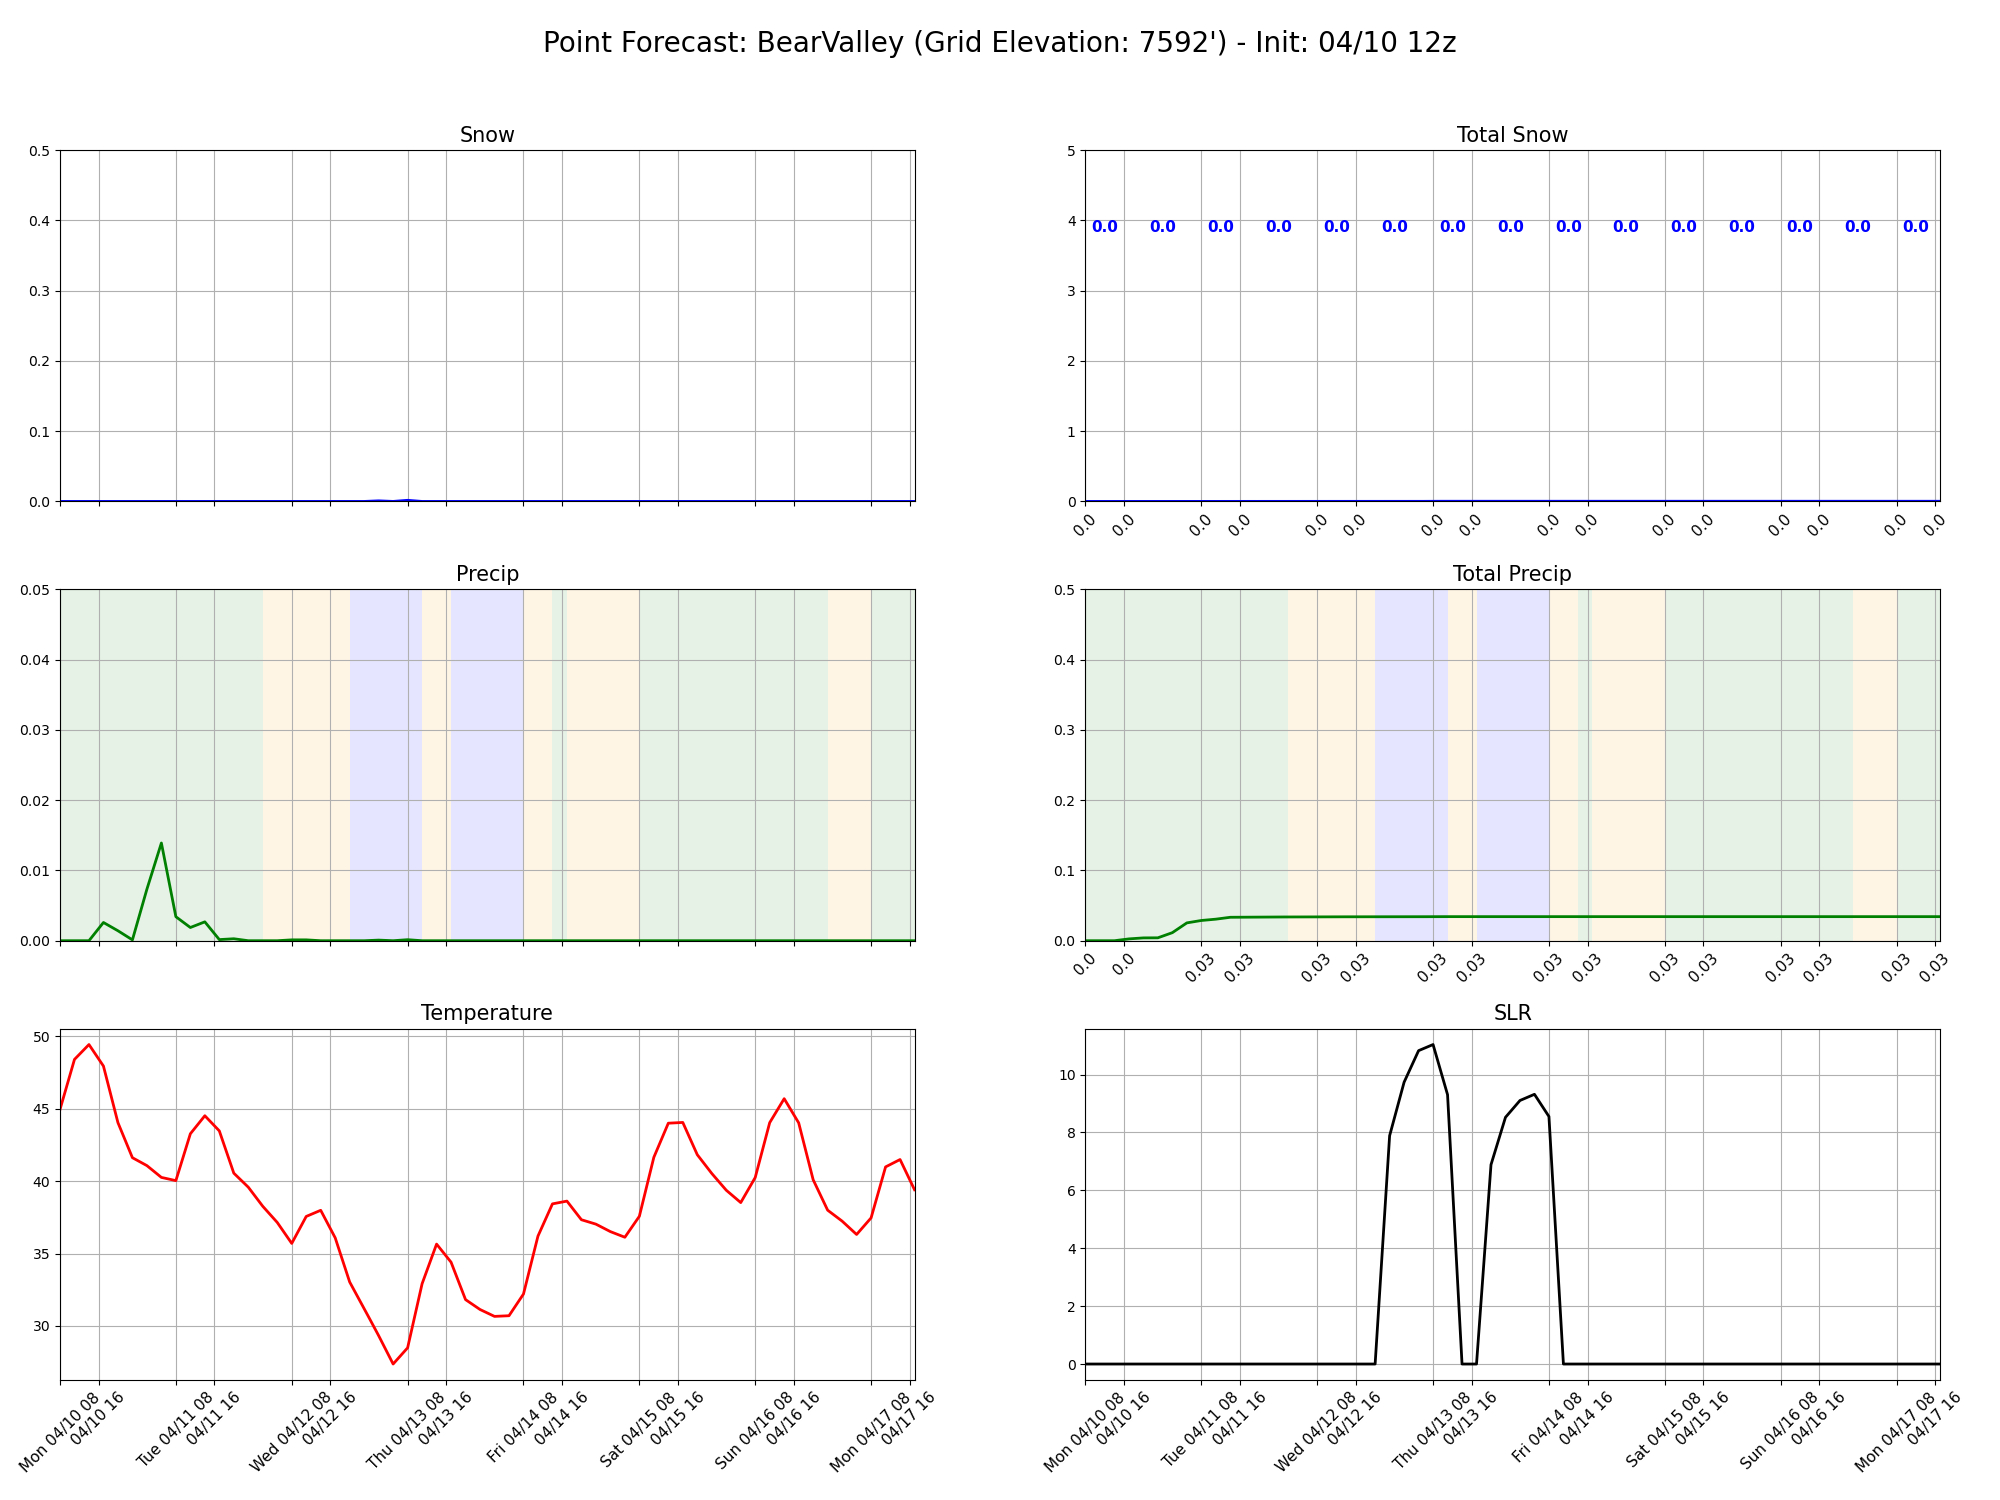 Point Forecast: BearValley (Grid Elevation: 7592') - Init: 04/10 12z
Snow
0.5
0.4
0.3
0.2
0.1
0.0
Total Snow
5
4
3
2
1
0
0.0 0.0 0.0 0.0 0.0 0.0 0.0 0.0 0.0 0.0 0.0 0.0 0.0 0.0 0.0
0.0 0.0 0.0 0.0 0.0 0.0 0.0 0.0 0.0 0.0 0.0 0.0 0.0 0.0 0.0 0.0
Precip
0.05
0.04
0.03
0.02
0.01
0.00
Total Precip
0.5
0.4
0.3
0.2
0.1
0.0
0.0 0.0 0.03 0.03 0.03 0.03 0.03 0.03 0.03 0.03 0.03 0.03 0.03 0.03 0.03 0.03
Temperature
50
45
40
35
30
Mon 04/10 08
04/10 16
Tue 04/11 08
04/11 16
Wed 04/12 08
04/12 16
Thu 04/13 08
04/13 16
Fri 04/14 08
04/14 16
Sat 04/15 08
04/15 16
Sun 04/16 08
04/16 16
Mon 04/17 08
04/17 16
SLR
10
8
6
4
2
0
Mon 04/10 08
04/10 16
Tue 04/11 08
04/11 16
Wed 04/12 08
04/12 16
Thu 04/13 08
04/13 16
Fri 04/14 08
04/14 16
Sat 04/15 08
04/15 16
Sun 04/16 08
04/16 16
Mon 04/17 08
04/17 16